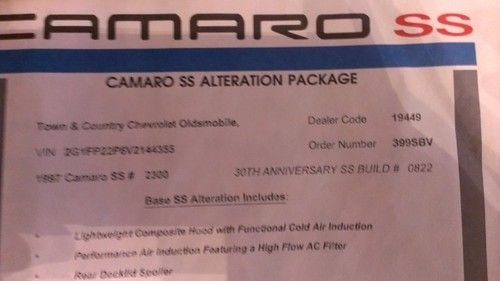 CAMARO SS
CAMARO SS ALTERATION PACKAGE
Town & Country Chevrolet Oldsmobile, Dealer Code 19449
VIN 2G1FP22P6V2144355 Order Number 399SBV
1997 Camaro SS # 2300 30TH ANNIVERSARY SS BUILD # 0822
Base SS Alteration Includes:
Lightweight Composite Hood with Functional Cold Air Induction
Performance Air Induction Featuring a High Flow AC Filter
Rear Decklid Spoiler